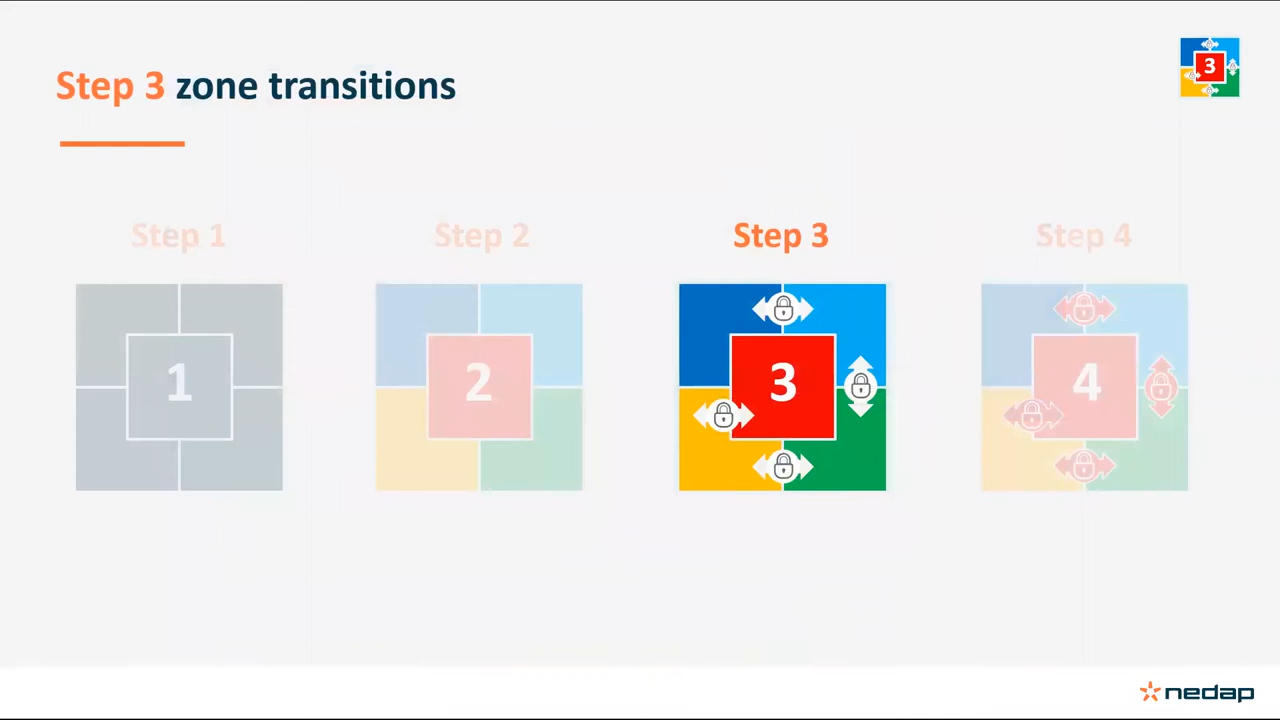 Step 3 zone transitions
3
Step 1
Step 2
Step 3
Step 4
1
2
3
4
nedap